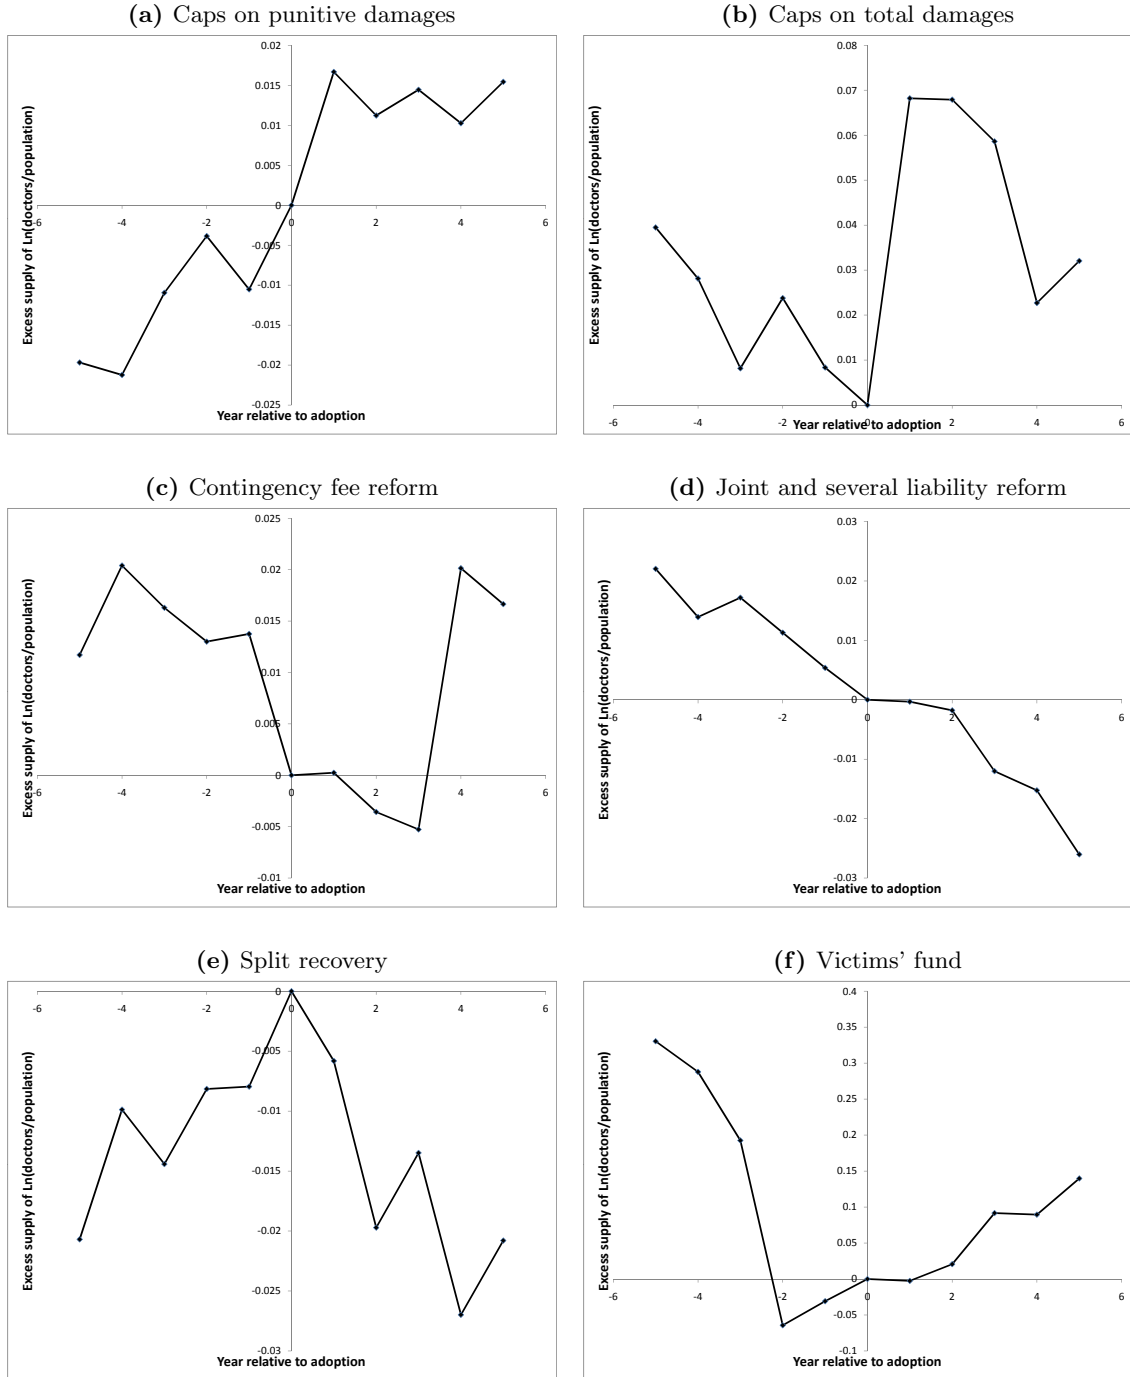 (a) Caps on punitive damages
0.02
0.015
0.01
0.005
0
-0.005
-0.01
-0.015
-0.02
-0.025
-6 -4 -2 0 2 4 6
Excess supply of Ln(doctors/population)
Year relative to adoption
(b) Caps on total damages
0.08
0.07
0.06
0.05
0.04
0.03
0.02
0.01
0
-6 -4 -2 0 2 4 6
Excess supply of Ln(doctors/population)
Year relative to adoption
(c) Contingency fee reform
0.025
0.02
0.015
0.01
0.005
0
-0.005
-0.01
-6 -4 -2 0 2 4 6
Excess supply of Ln(doctors/population)
Year relative to adoption
(d) Joint and several liability reform
0.03
0.02
0.01
0
-0.01
-0.02
-0.03
-6 -4 -2 0 2 4 6
Excess supply of Ln(doctors/population)
Year relative to adoption
(e) Split recovery
0
-0.005
-0.01
-0.015
-0.02
-0.025
-0.03
-6 -4 -2 0 2 4 6
Excess supply of Ln(doctors/population)
Year relative to adoption
(f) Victims' fund
0.4
0.35
0.3
0.25
0.2
0.15
0.1
0.05
0
-0.05
-0.1
-6 -4 -2 0 2 4 6
Excess supply of Ln(doctors/population)
Year relative to adoption